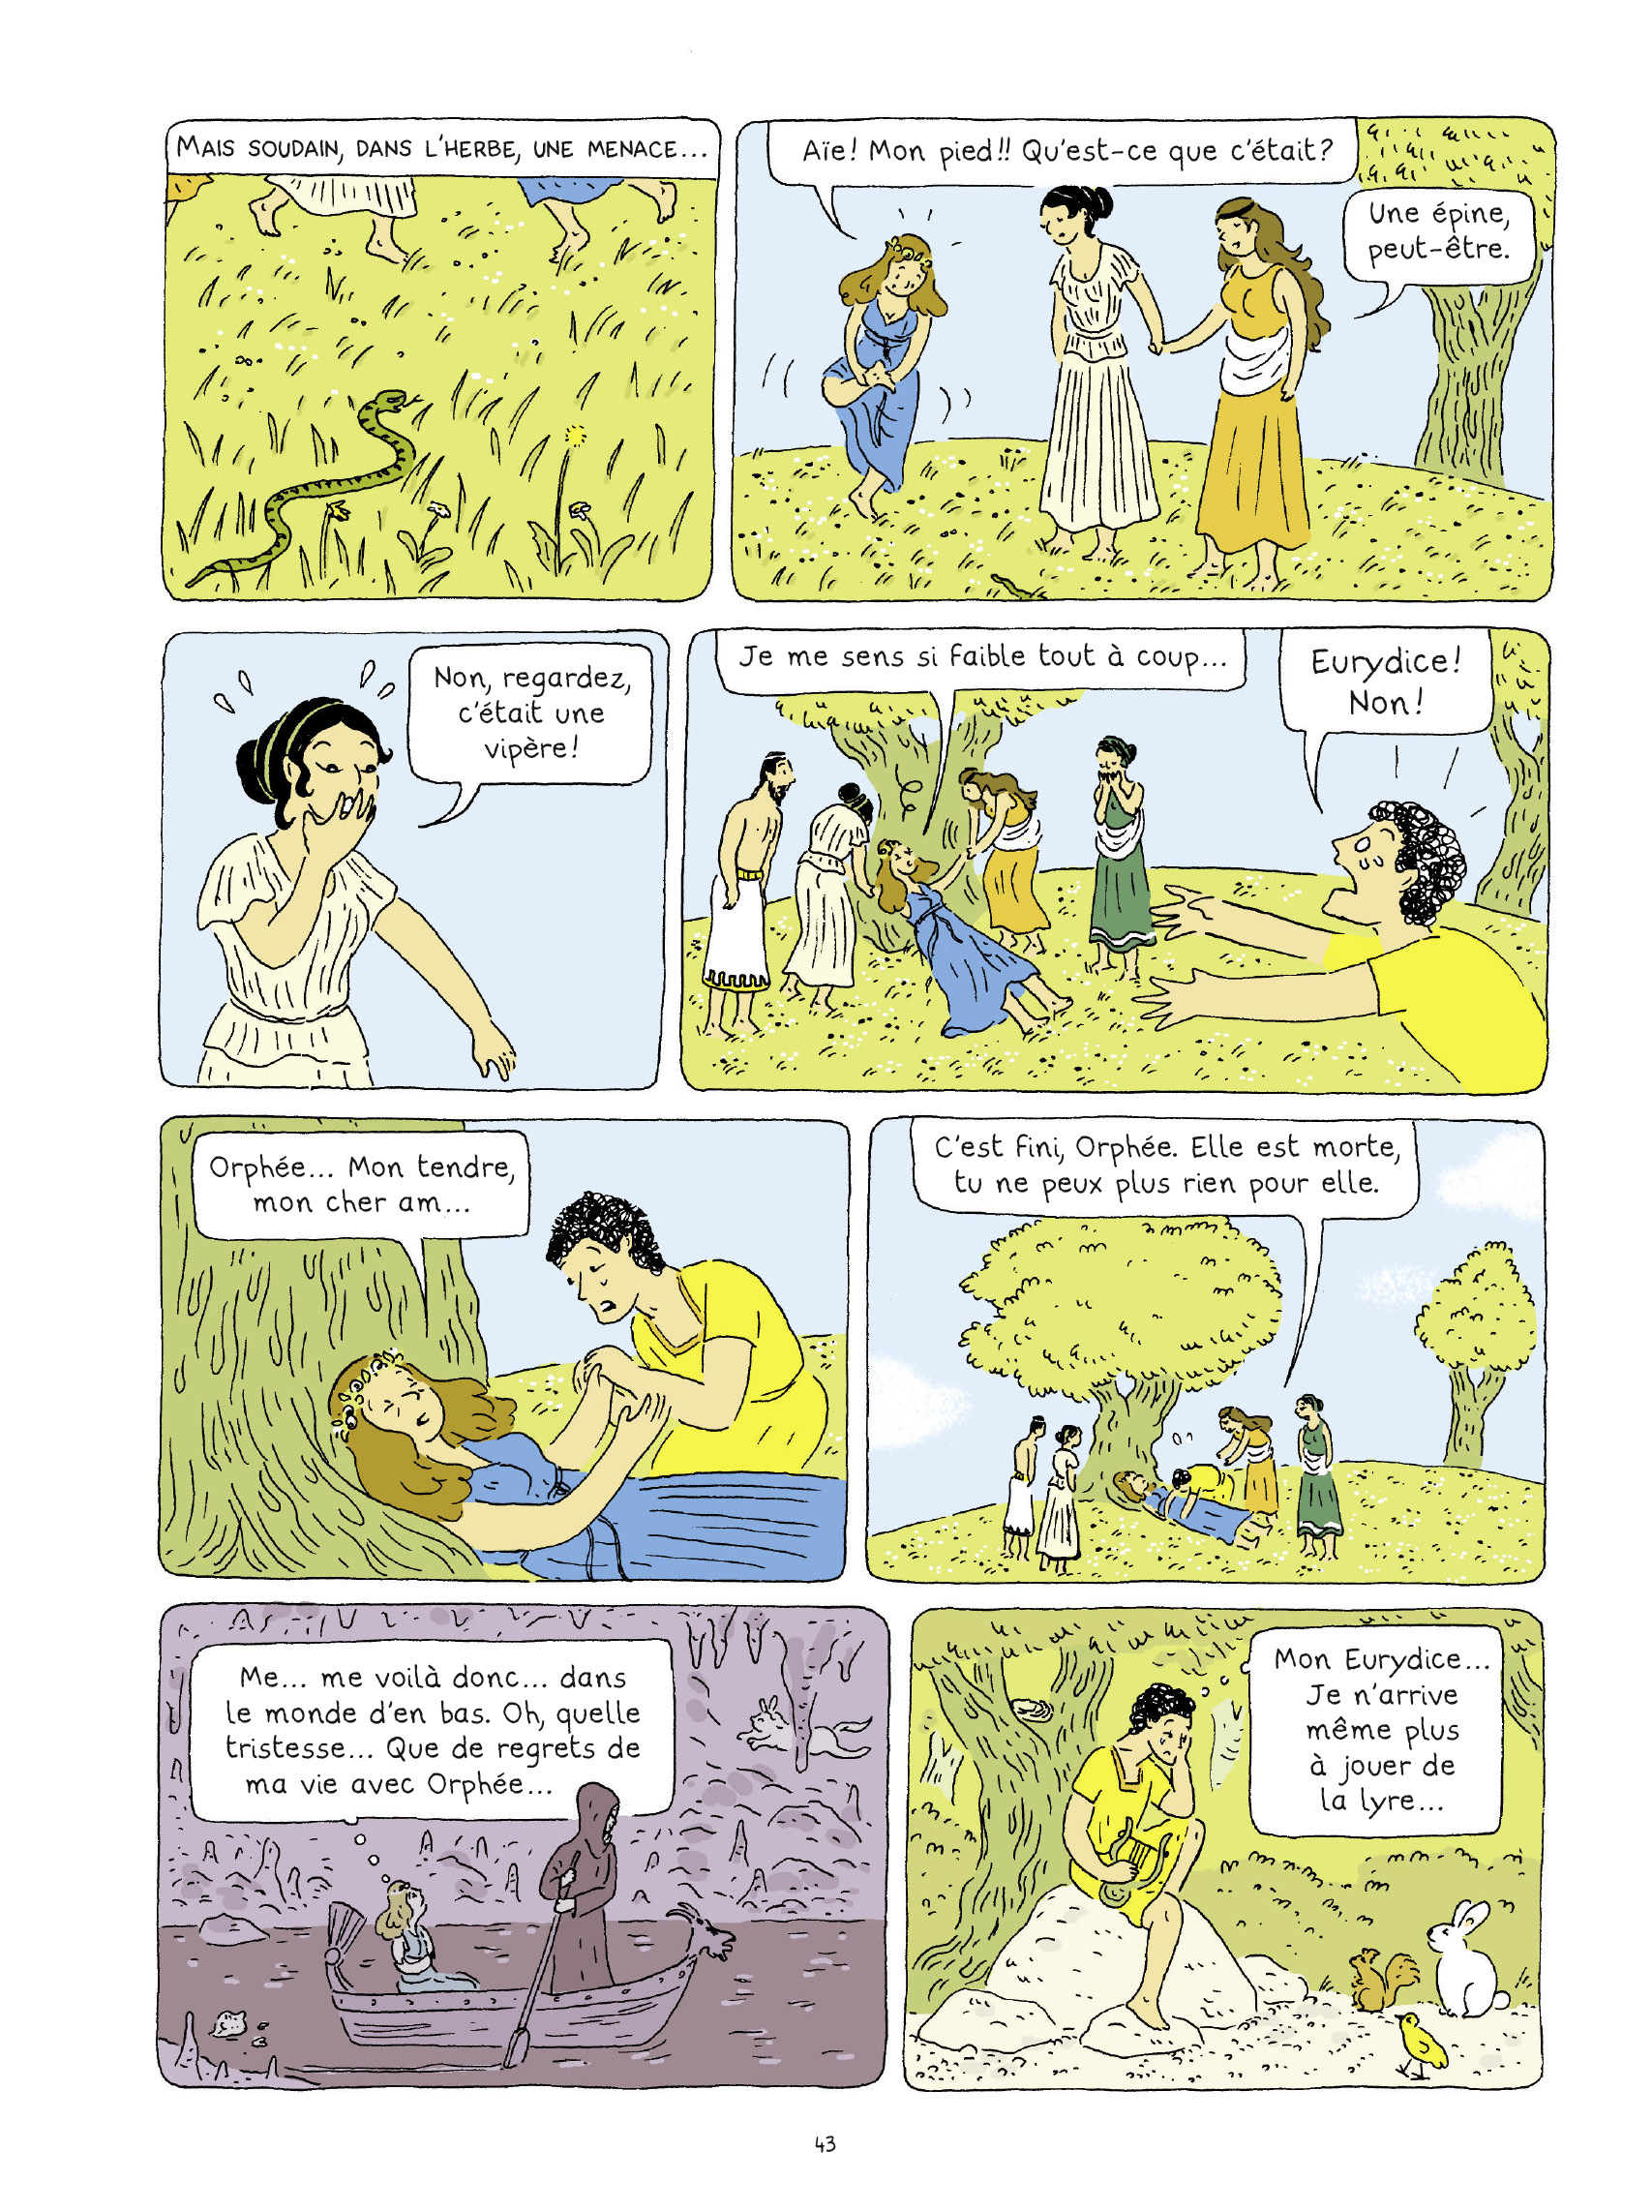 MAIS SOUDAIN, DANS L'HERBE, UNE MENACE...
Aïe! Mon pied!! Qu'est-ce que c'était?
Une épine,
peut-être.
Non, regardez,
c'était une
vipère!
Je me sens si faible tout à coup...
Eurydice!
Non!
Orphée... Mon tendre,
mon cher am...
C'est fini, Orphée. Elle est morte,
tu ne peux plus rien pour elle.
Me... me voilà donc... dans
le monde d'en bas. Oh, quelle
tristesse... Que de regrets de
ma vie avec Orphée...
Mon Eurydice...
Je n'arrive
même plus
à jouer de
la lyre...
43